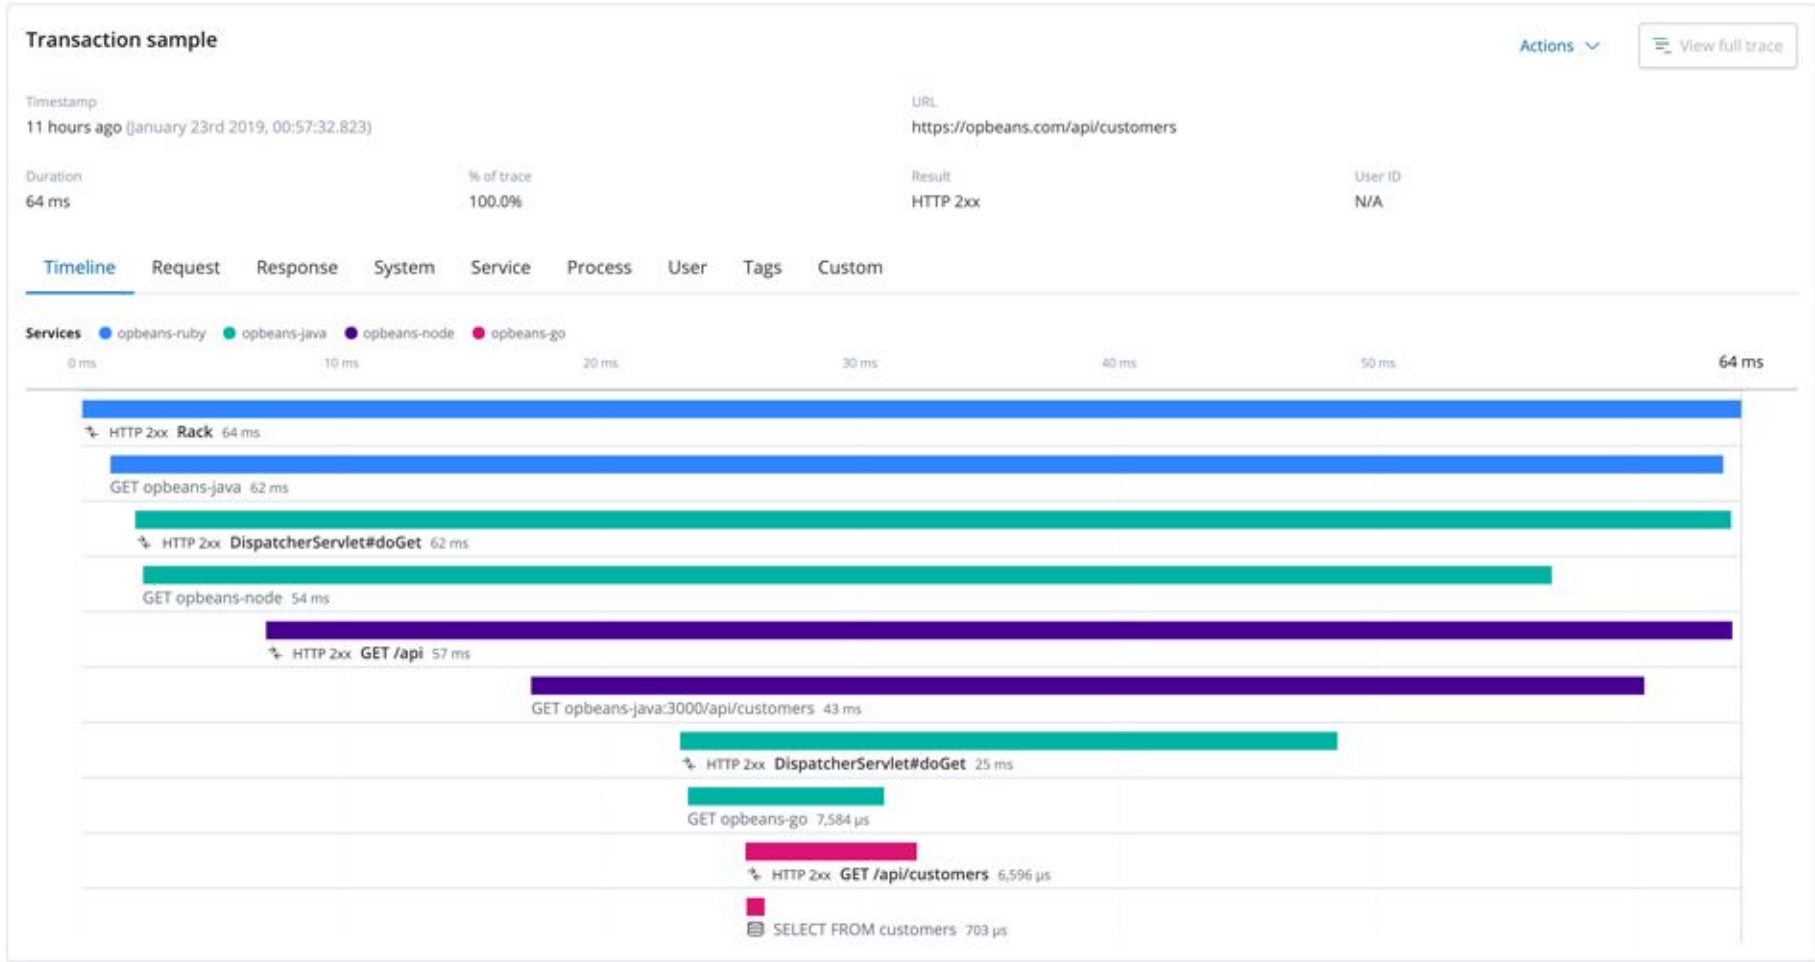 Transaction sample
Actions
View full trace
Timestamp
URL
11 hours ago (January 23rd 2019, 00:57:32.823)
https://opbeans.com/api/customers
Duration
% of trace
Result
User ID
64 ms
100.0%
HTTP 2xx
N/A
Timeline Request Response System Service Process User Tags Custom
Services opbeans-ruby opbeans-java opbeans-node opbeans-go
0 ms 10 ms 20 ms 30 ms 40 ms 50 ms 64 ms
HTTP 2xx Rack 64 ms
GET opbeans-java 62 ms
HTTP 2xx DispatcherServlet#doGet 62 ms
GET opbeans-node 54 ms
HTTP 2xx GET /api 57 ms
GET opbeans-java:3000/api/customers 43 ms
HTTP 2xx DispatcherServlet#doGet 25 ms
GET opbeans-go 7,584 μs
HTTP 2xx GET /api/customers 6,596 μs
SELECT FROM customers 703 μs